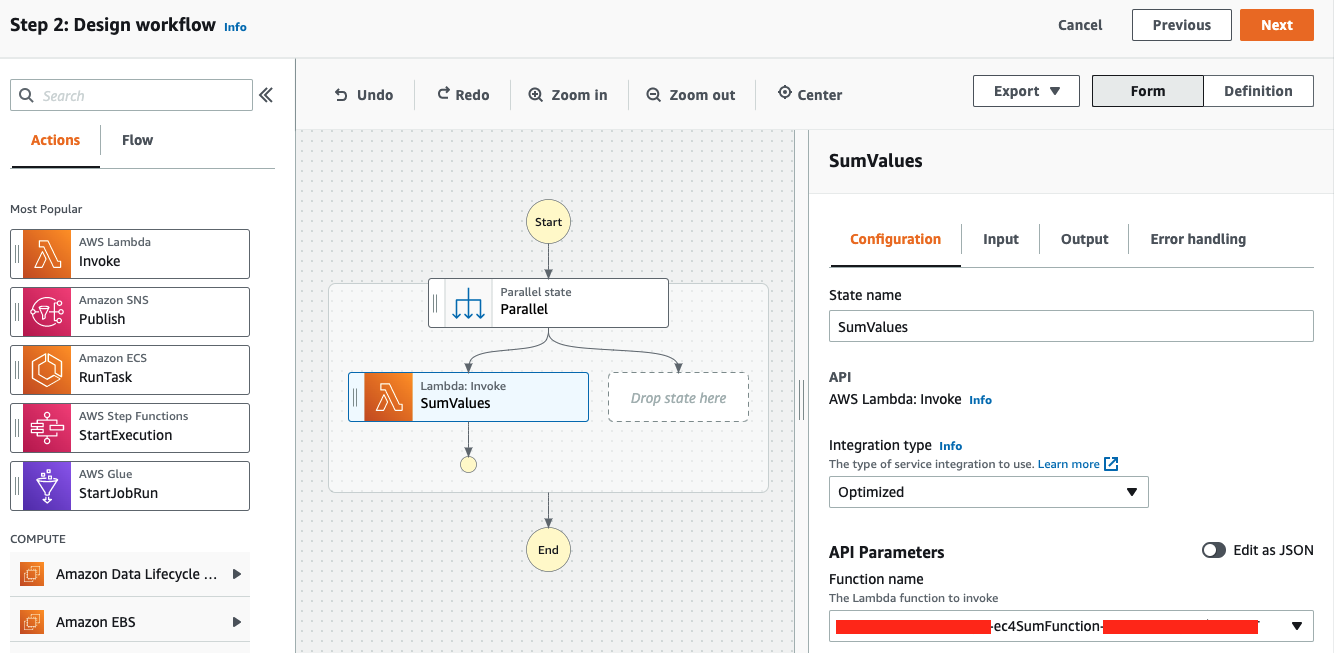 Step 2: Design workflow Info
Cancel
Previous
Next
Search
Actions
Flow
Most Popular
AWS Lambda
Invoke
Amazon SNS
Publish
Amazon ECS
RunTask
AWS Step Functions
StartExecution
AWS Glue
StartJobRun
COMPUTE
Amazon Data Lifecycle ...
Amazon EBS
Undo
Redo
Zoom in
Zoom out
Center
Export
Form
Definition
Start
Parallel state
Parallel
Lambda: Invoke
SumValues
Drop state here
End
SumValues
Configuration
Input
Output
Error handling
State name
SumValues
API
AWS Lambda: Invoke Info
Integration type Info
The type of service integration to use. Learn more
Optimized
API Parameters
Edit as JSON
Function name
The Lambda function to invoke
-ec4SumFunction-